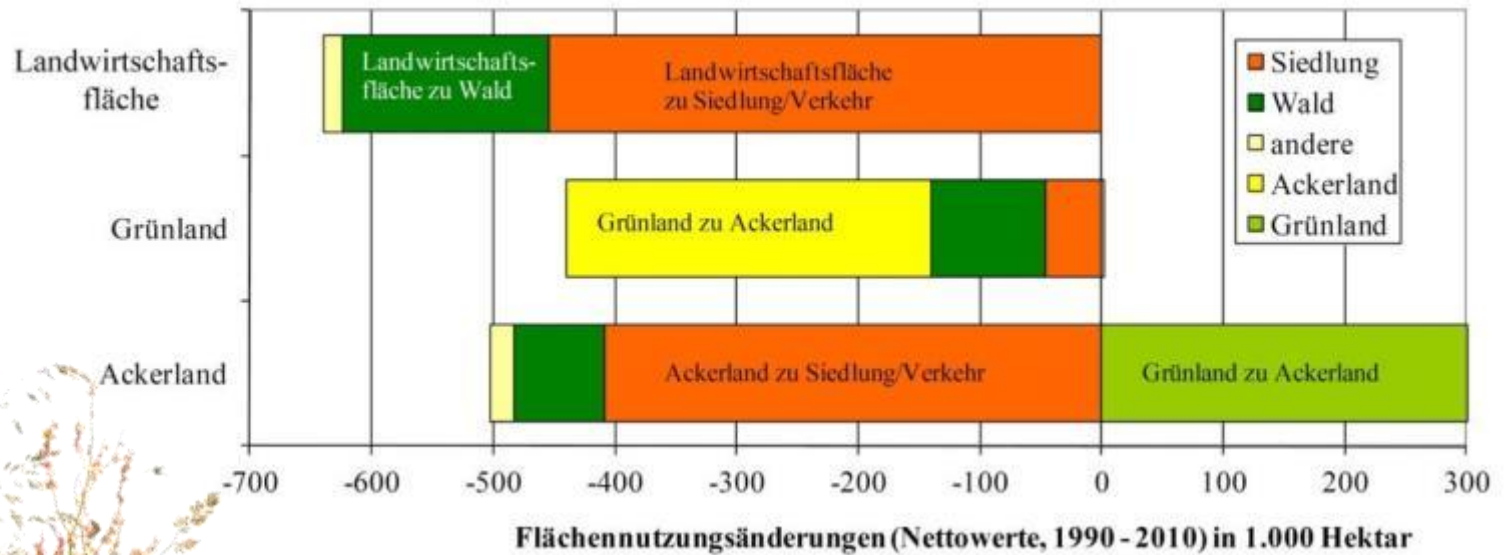 Landwirtschafts-
fläche
Landwirtschafts-
fläche zu Wald
Landwirtschaftsfläche
zu Siedlung/Verkehr
Siedlung
Wald
andere
Ackerland
Grünland
Grünland
Grünland zu Ackerland
Ackerland
Ackerland zu Siedlung/Verkehr
Grünland zu Ackerland
-700 -600 -500 -400 -300 -200 -100 0 100 200 300
Flächennutzungsänderungen (Nettowerte, 1990 - 2010) in 1.000 Hektar